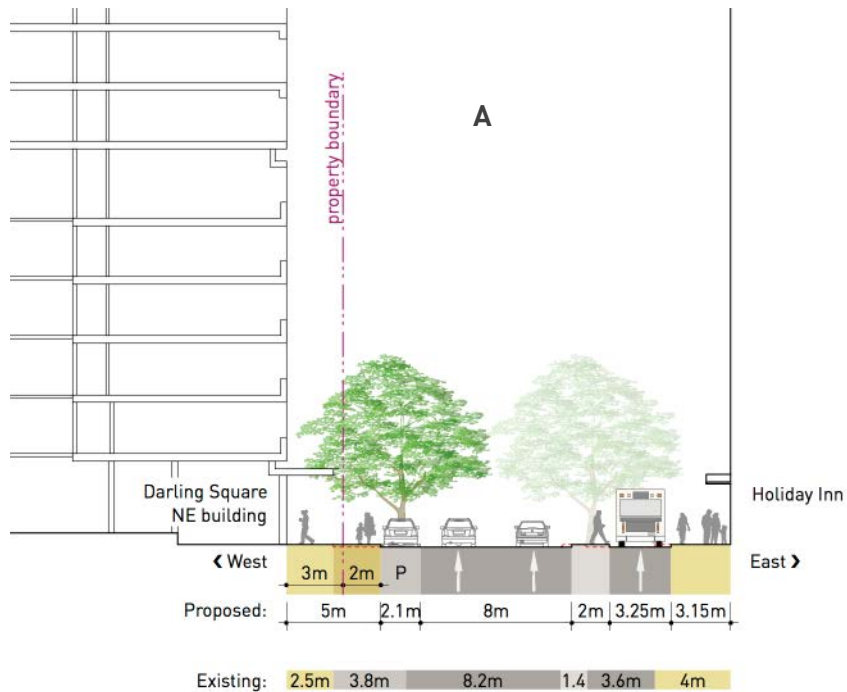 A
property boundary
Darling Square
NE building
Holiday Inn
‹ West
East ›
3m 2m P
Proposed: 5m 2.1m 8m 2m 3.25m 3.15m
Existing: 2.5m 3.8m 8.2m 1.4 3.6m 4m